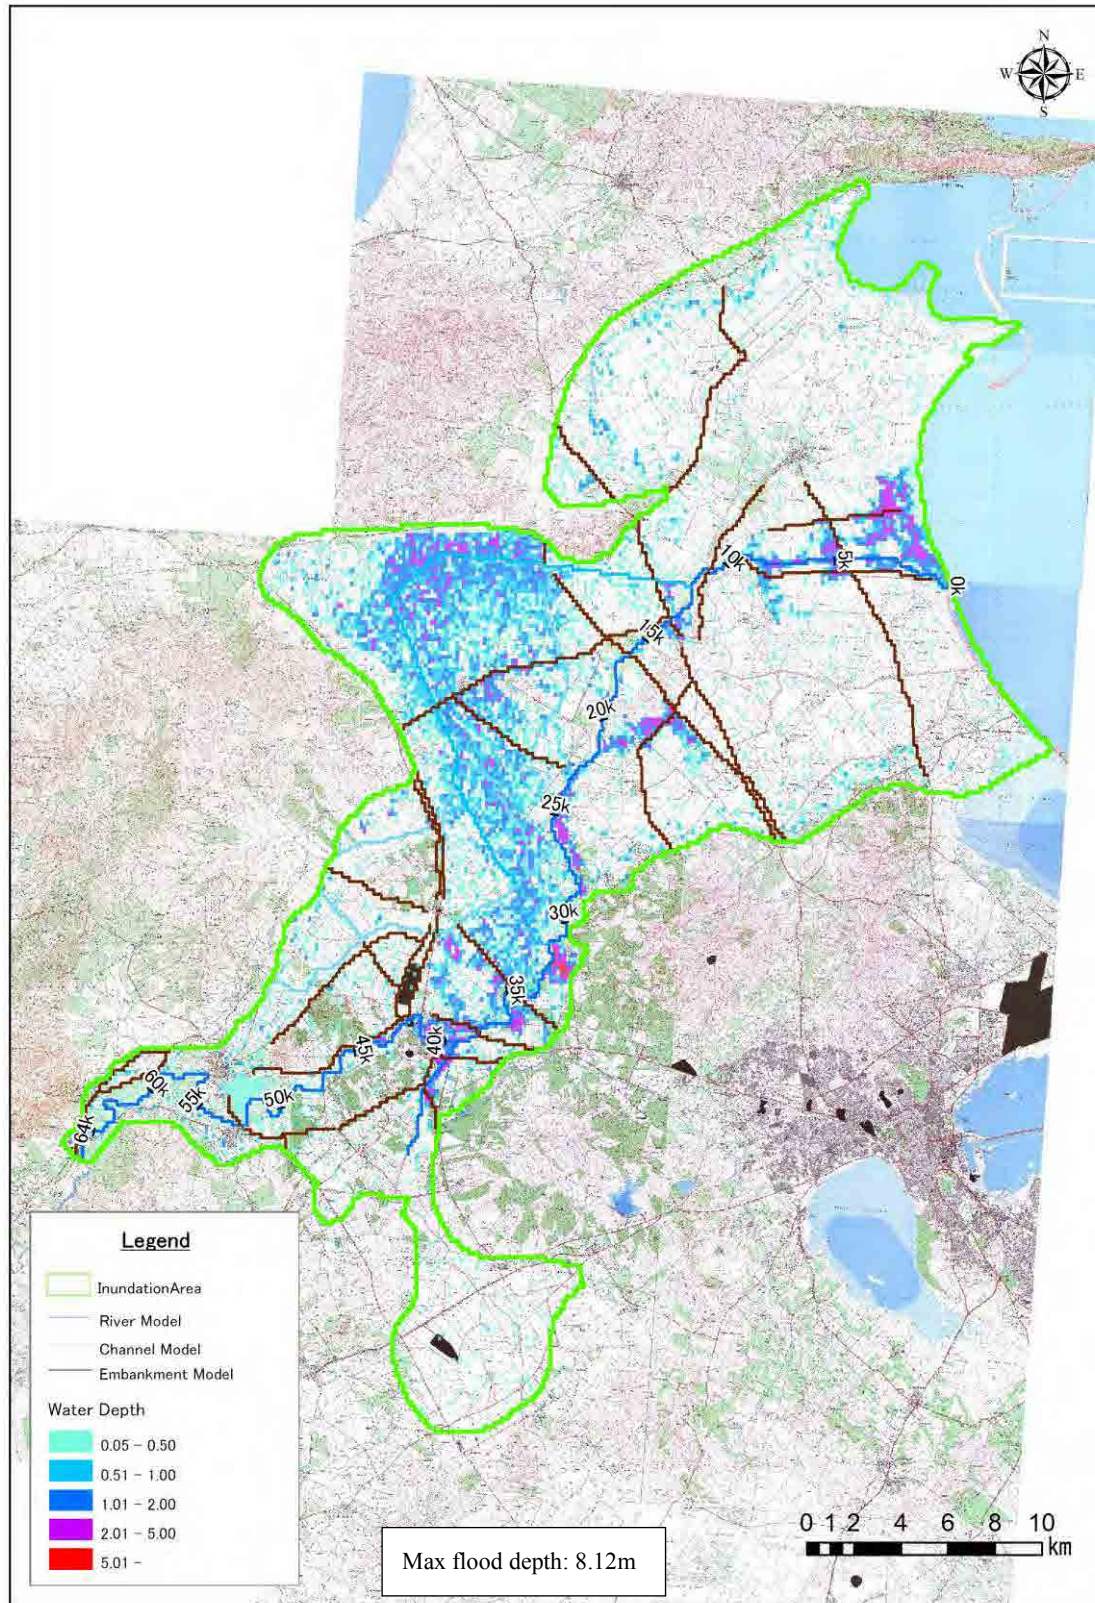 N
W E
S
10k
5k
0k
15k
20k
25k
30k
35k
40k
45k
50k
55k
60k
64k
Legend
InundationArea
River Model
Channel Model
Embankment Model
Water Depth
0.05 - 0.50
0.51 - 1.00
1.01 - 2.00
2.01 - 5.00
5.01 -
Max flood depth: 8.12m
0 1 2 4 6 8 10
km